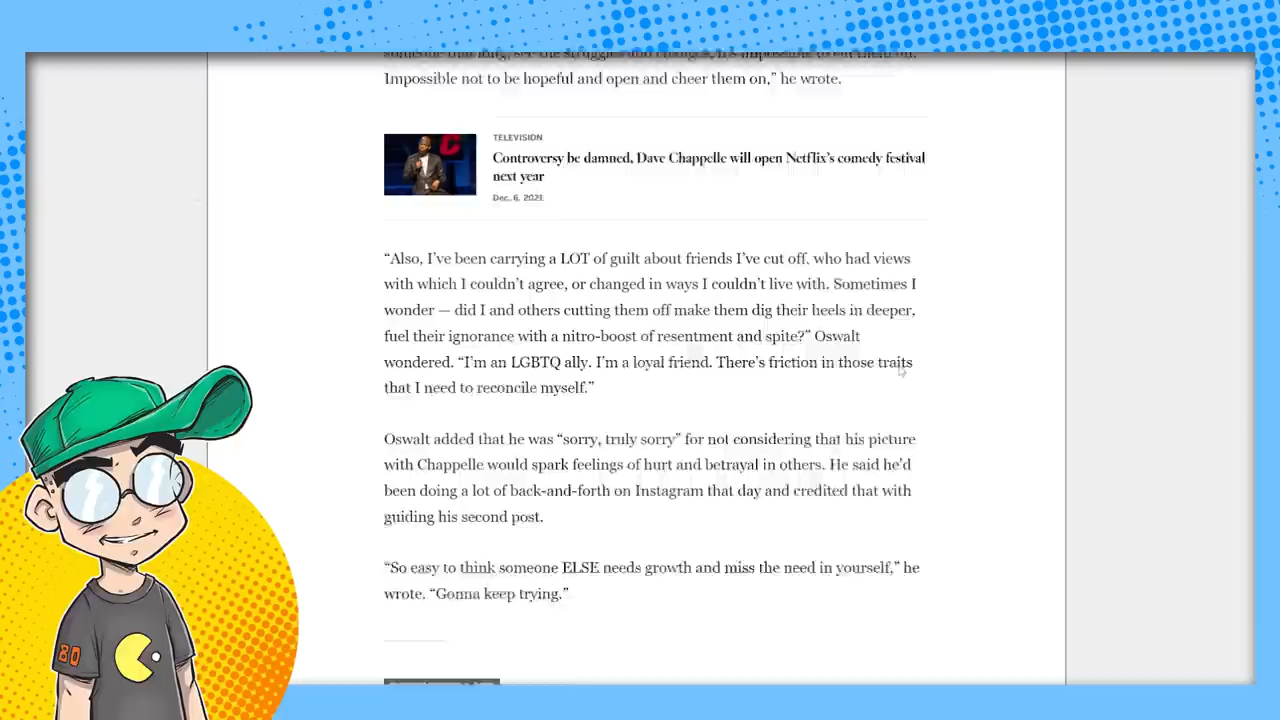 Impossible not to be hopeful and open and cheer them on,” he wrote.
TELEVISION
Controversy be damned, Dave Chappelle will open Netflix’s comedy festival
next year
Dec. 6, 2021
“Also, I’ve been carrying a LOT of guilt about friends I’ve cut off, who had views
with which I couldn’t agree, or changed in ways I couldn’t live with. Sometimes I
wonder — did I and others cutting them off make them dig their heels in deeper,
fuel their ignorance with a nitro-boost of resentment and spite?” Oswalt
wondered. “I’m an LGBTQ ally. I’m a loyal friend. There’s friction in those traits
that I need to reconcile myself.”
Oswalt added that he was “sorry, truly sorry” for not considering that his picture
with Chappelle would spark feelings of hurt and betrayal in others. He said he’d
been doing a lot of back-and-forth on Instagram that day and credited that with
guiding his second post.
“So easy to think someone ELSE needs growth and miss the need in yourself,” he
wrote. “Gonna keep trying.”
80